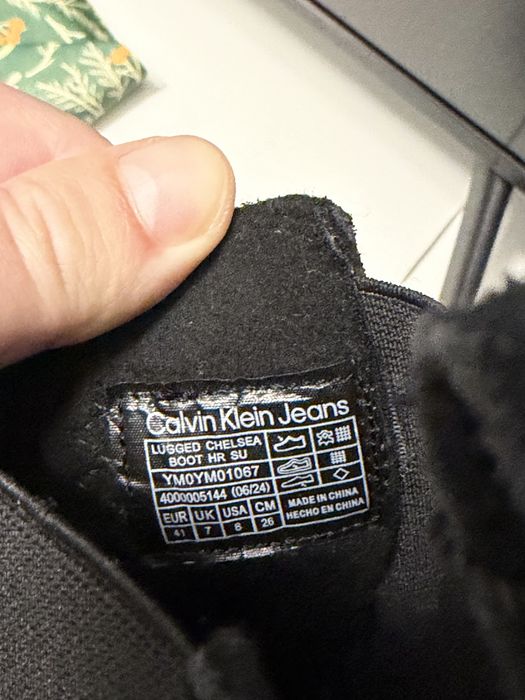 Calvin Klein Jeans
LUGGED CHELSEA
BOOT HR SU
YM0YM01067
4000005144 (06/24)
EUR UK USA CM
41 7 8 26
MADE IN CHINA
HECHO EN CHINA